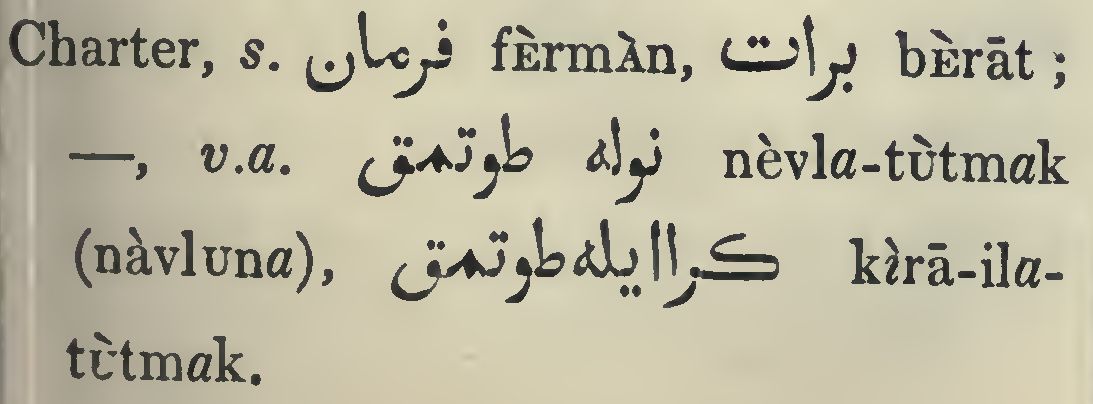 Charter, s. فرمان fèrmàn, برات bèrāt ;
—, v.a. نوله طوتمق nèvla-tùtmak
(nàvluna), كراايله طوتمق kìrā-ila-
tùtmak.